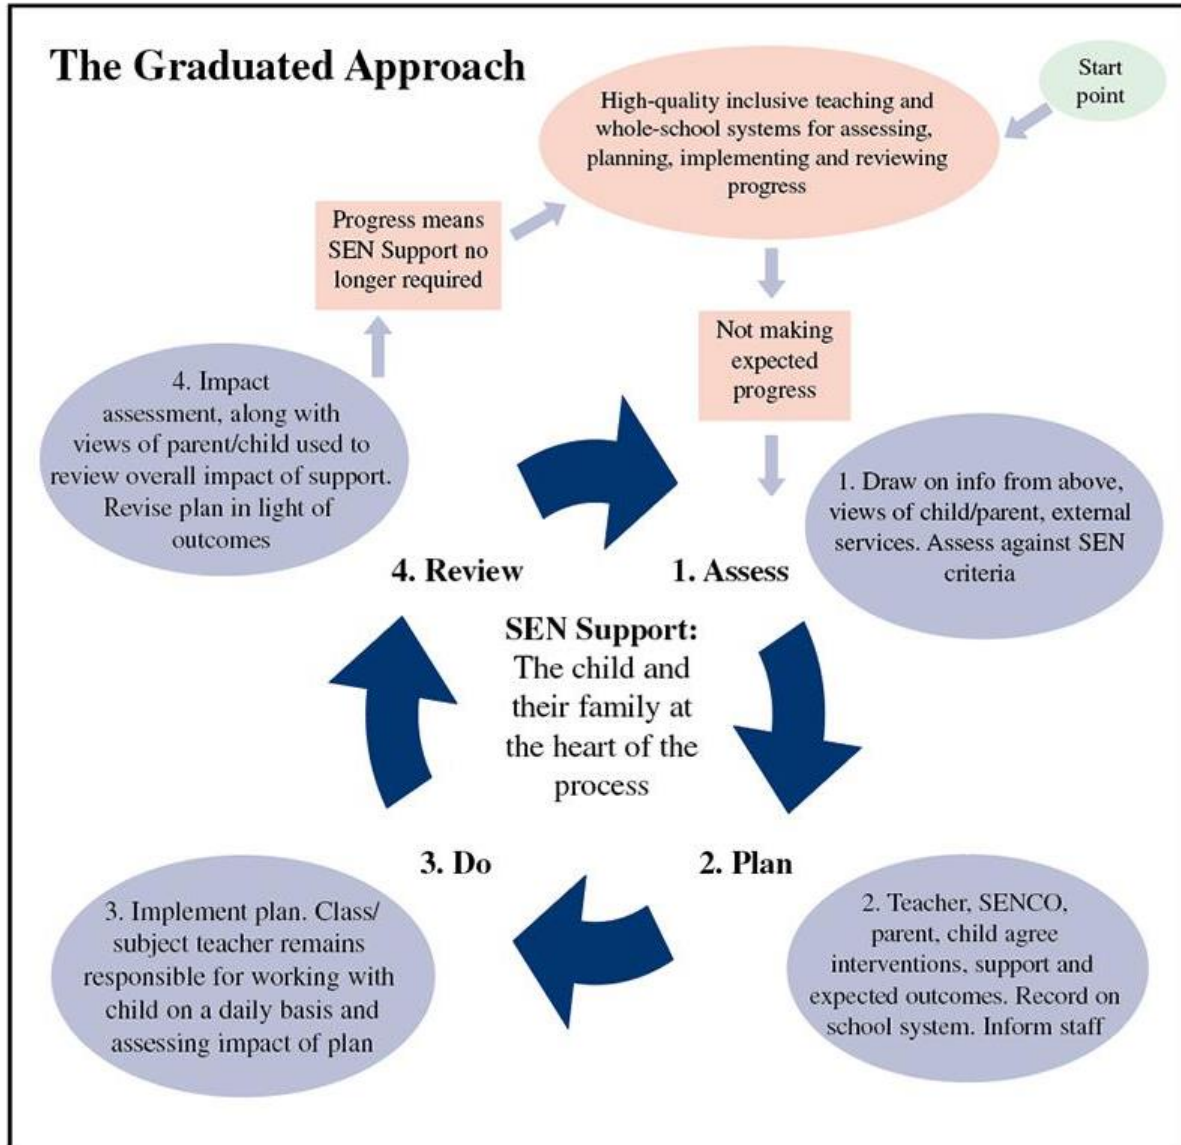 The Graduated Approach
Start
point
High-quality inclusive teaching and
whole-school systems for assessing,
planning, implementing and reviewing
progress
Progress means
SEN Support no
longer required
Not making
expected
progress
4. Impact
assessment, along with
views of parent/child used to
review overall impact of support.
Revise plan in light of
outcomes
1. Draw on info from above,
views of child/parent, external
services. Assess against SEN
criteria
4. Review
1. Assess
SEN Support:
The child and
their family at
the heart of the
process
3. Do
2. Plan
3. Implement plan. Class/
subject teacher remains
responsible for working with
child on a daily basis and
assessing impact of plan
2. Teacher, SENCO,
parent, child agree
interventions, support and
expected outcomes. Record on
school system. Inform staff